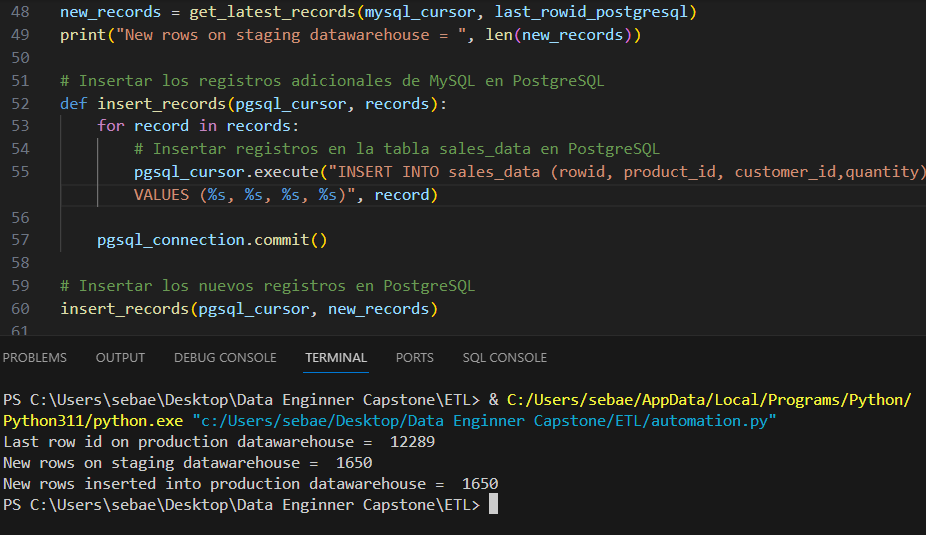 48 new_records = get_latest_records(mysql_cursor, last_rowid_postgresql)
49 print("New rows on staging datawarehouse = ", len(new_records))
50
51 # Insertar los registros adicionales de MySQL en PostgreSQL
52 def insert_records(pgsql_cursor, records):
53     for record in records:
54         # Insertar registros en la tabla sales_data en PostgreSQL
55         pgsql_cursor.execute("INSERT INTO sales_data (rowid, product_id, customer_id,quantity)
        VALUES (%s, %s, %s, %s)", record)
56
57     pgsql_connection.commit()
58
59 # Insertar los nuevos registros en PostgreSQL
60 insert_records(pgsql_cursor, new_records)
61
PROBLEMS OUTPUT DEBUG CONSOLE TERMINAL PORTS SQL CONSOLE
PS C:\Users\sebae\Desktop\Data Enginner Capstone\ETL> & C:/Users/sebae/AppData/Local/Programs/Python/
Python311/python.exe "c:/Users/sebae/Desktop/Data Enginner Capstone/ETL/automation.py"
Last row id on production datawarehouse =  12289
New rows on staging datawarehouse =  1650
New rows inserted into production datawarehouse =  1650
PS C:\Users\sebae\Desktop\Data Enginner Capstone\ETL>